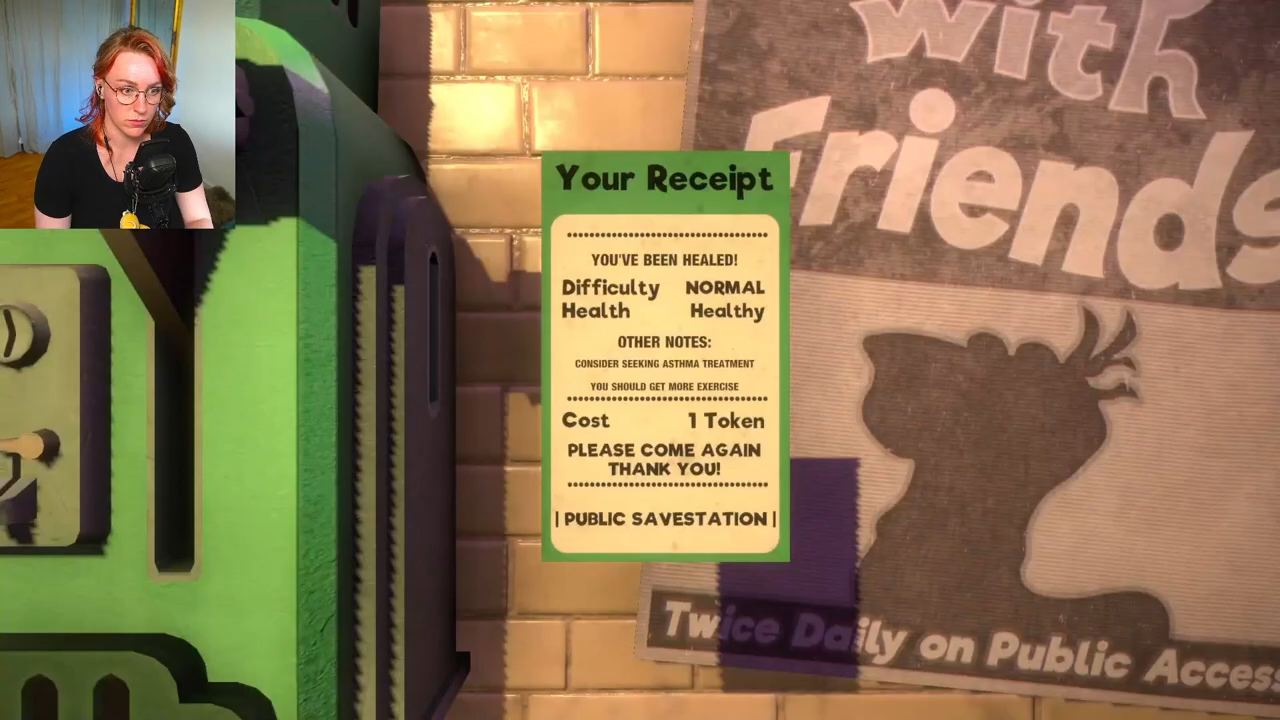 with
Friends
Your Receipt
YOU'VE BEEN HEALED!
Difficulty NORMAL
Health Healthy
OTHER NOTES:
CONSIDER SEEKING ASTHMA TREATMENT
YOU SHOULD GET MORE EXERCISE
Cost 1 Token
PLEASE COME AGAIN
THANK YOU!
| PUBLIC SAVESTATION |
Twice Daily on Public Access